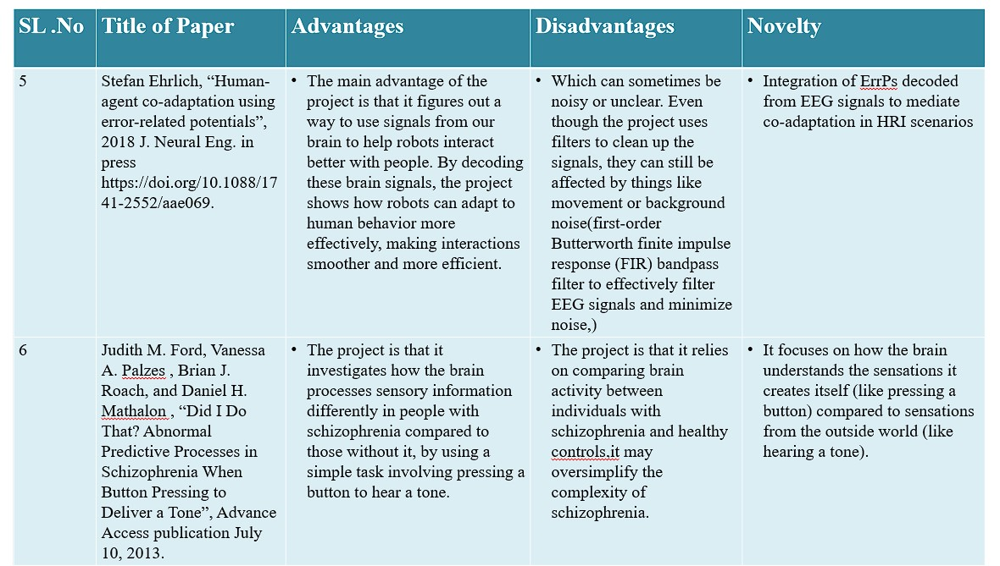 SL .No
Title of Paper
Advantages
Disadvantages
Novelty
5
Stefan Ehrlich, “Human-
agent co-adaptation using
error-related potentials”,
2018 J. Neural Eng. in
press
https://doi.org/10.1088/17
41-2552/aae069.
• The main advantage of the
project is that it figures out a
way to use signals from our
brain to help robots interact
better with people. By decoding
these brain signals, the project
shows how robots can adapt to
human behavior more
effectively, making interactions
smoother and more efficient.
• Which can sometimes be
noisy or unclear. Even
though the project uses
filters to clean up the
signals, they can still be
affected by things like
movement or background
noise(first-order
Butterworth finite impulse
response (FIR) bandpass
filter to effectively filter
EEG signals and minimize
noise,)
• Integration of ErrPs decoded
from EEG signals to mediate
co-adaptation in HRI scenarios
6
Judith M. Ford, Vanessa
A. Palzes , Brian J.
Roach, and Daniel H.
Mathalon , “Did I Do
That? Abnormal
Predictive Processes in
Schizophrenia When
Button Pressing to
Deliver a Tone”, Advance
Access publication July
10, 2013.
• The project is that it
investigates how the brain
processes sensory information
differently in people with
schizophrenia compared to
those without it, by using a
simple task involving pressing a
button to hear a tone.
• The project is that it relies
on comparing brain
activity between
individuals with
schizophrenia and healthy
controls,it may
oversimplify the
complexity of
schizophrenia.
• It focuses on how the brain
understands the sensations it
creates itself (like pressing a
button) compared to sensations
from the outside world (like
hearing a tone).